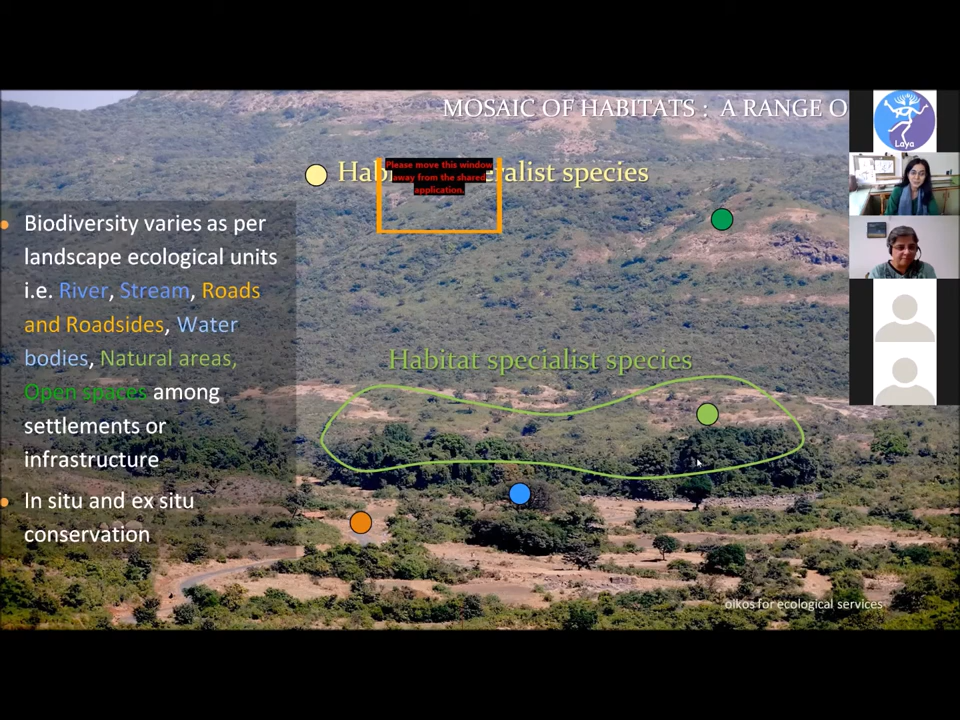 MOSAIC OF HABITATS : A RANGE O
Laya
Please move this window
away from the shared
application.
Hab ralist species
Biodiversity varies as per
landscape ecological units
i.e. River, Stream, Roads
and Roadsides, Water
bodies, Natural areas,
Open spaces among
settlements or
infrastructure
In situ and ex situ
conservation
Habitat specialist species
oikos for ecological services